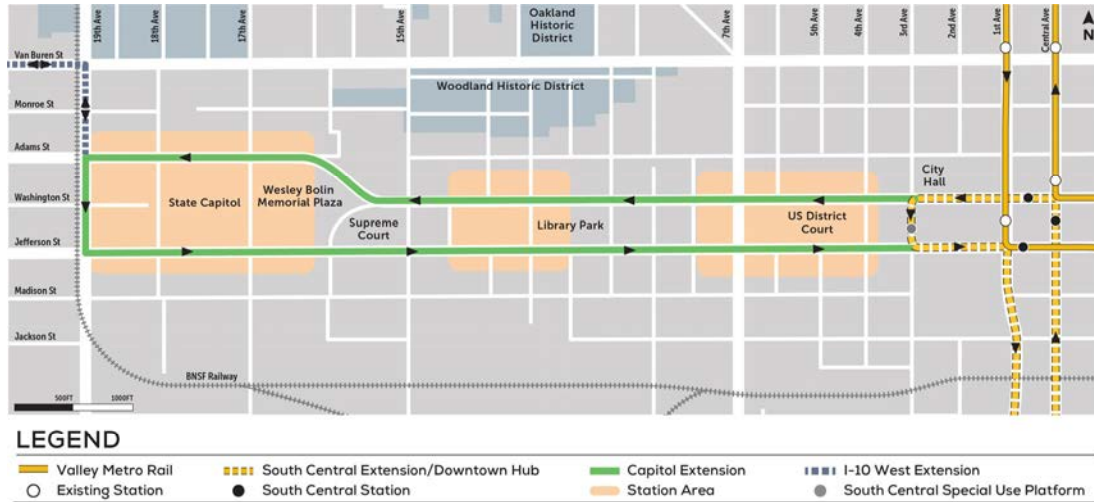 19th Ave
18th Ave
17th Ave
15th Ave
Oakland
Historic
District
7th Ave
5th Ave
4th Ave
3rd Ave
2nd Ave
1st Ave
Central Ave
N
Van Buren St
Woodland Historic District
Monroe St
Adams St
City
Hall
Washington St
State Capitol
Wesley Bolin
Memorial Plaza
Supreme
Court
Library Park
US District
Court
Jefferson St
Madison St
Jackson St
BNSF Railway
500FT
1000FT
LEGEND
Valley Metro Rail
South Central Extension/Downtown Hub
Capitol Extension
I-10 West Extension
Existing Station
South Central Station
Station Area
South Central Special Use Platform